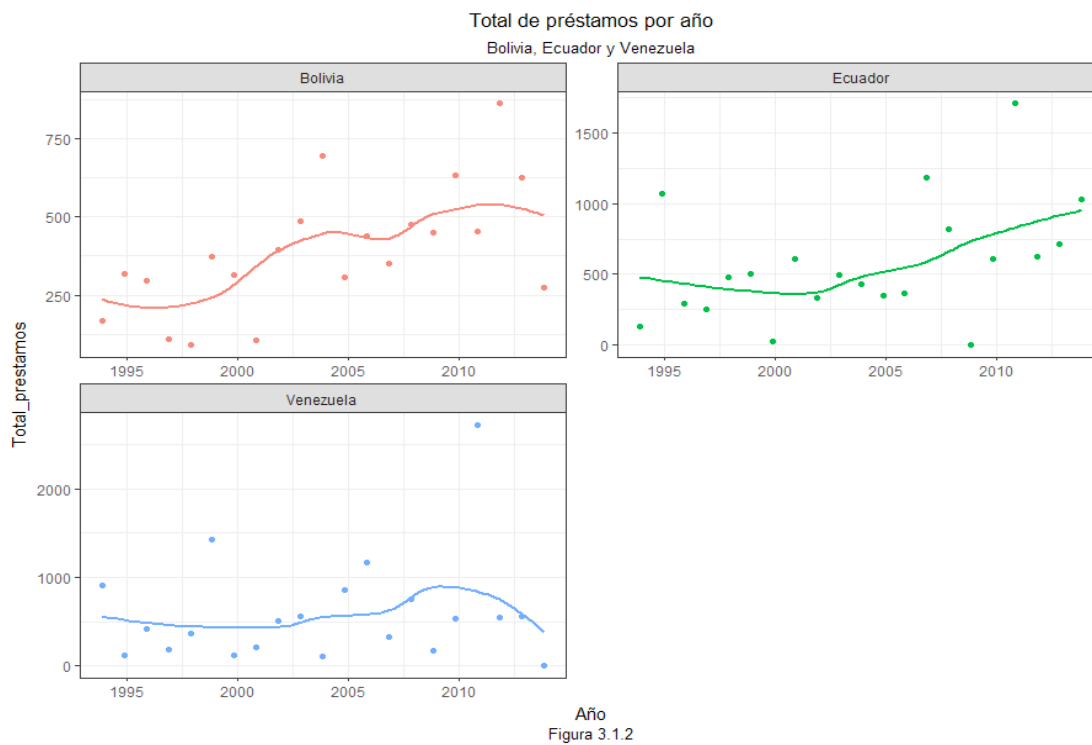 Total de préstamos por año
Bolivia, Ecuador y Venezuela
Bolivia
Ecuador
750
500
250
1995 2000 2005 2010
1500
1000
500
0
1995 2000 2005 2010
Total_prestamos
Venezuela
2000
1000
0
1995 2000 2005 2010
Año
Figura 3.1.2